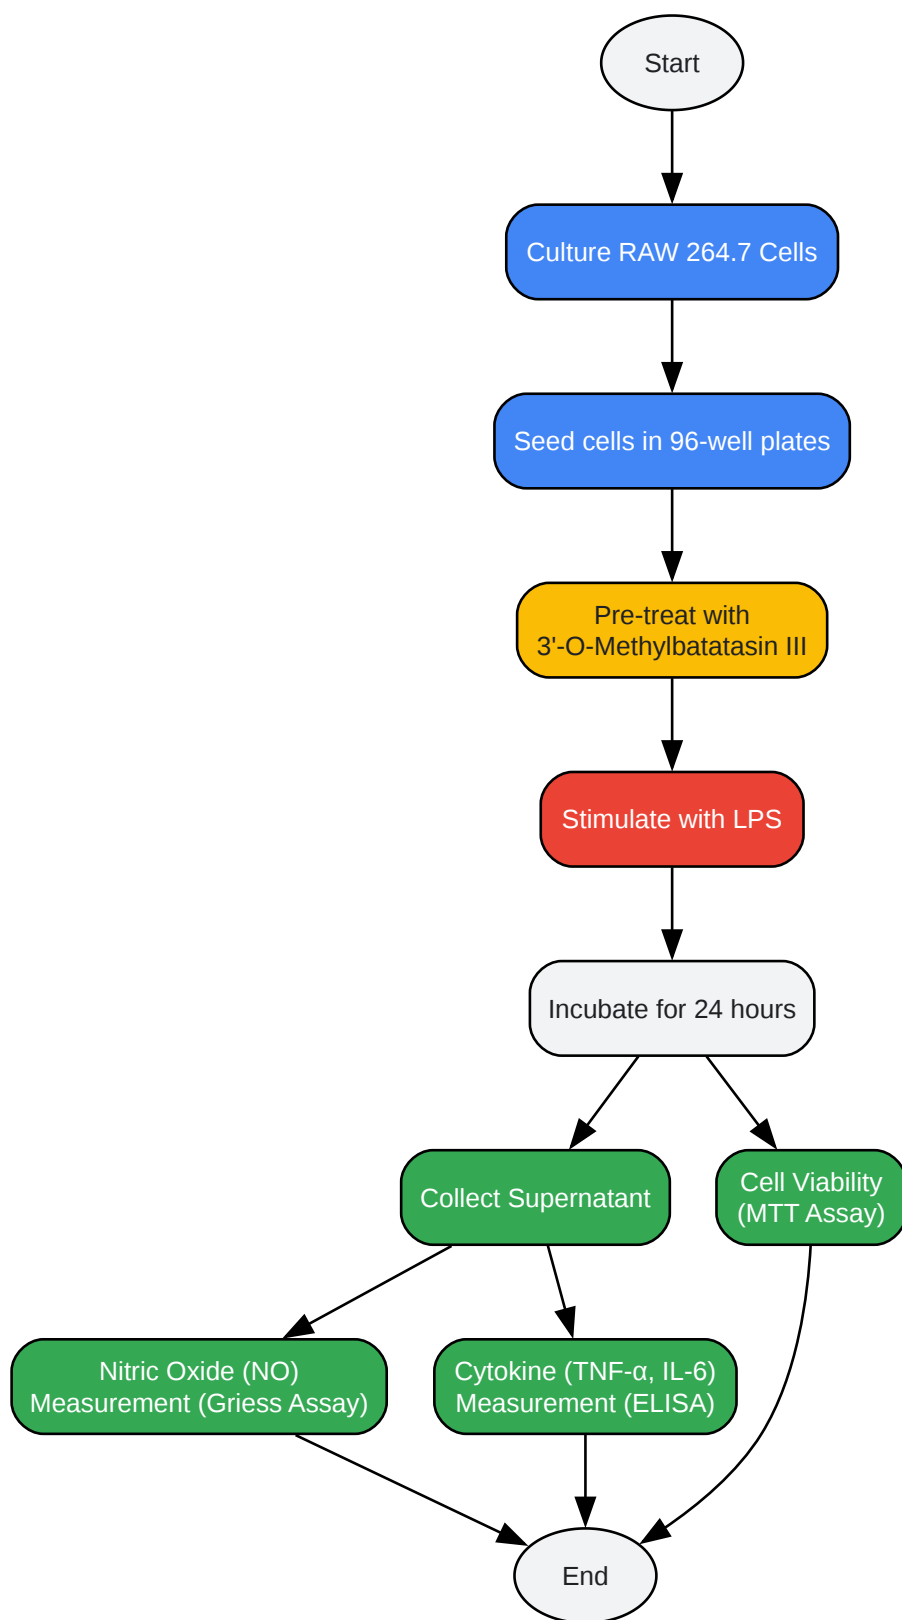 Start
Culture RAW 264.7 Cells
Seed cells in 96-well plates
Pre-treat with
3'-O-Methylbatatasin III
Stimulate with LPS
Incubate for 24 hours
Collect Supernatant
Cell Viability
(MTT Assay)
Nitric Oxide (NO)
Measurement (Griess Assay)
Cytokine (TNF-α, IL-6)
Measurement (ELISA)
End